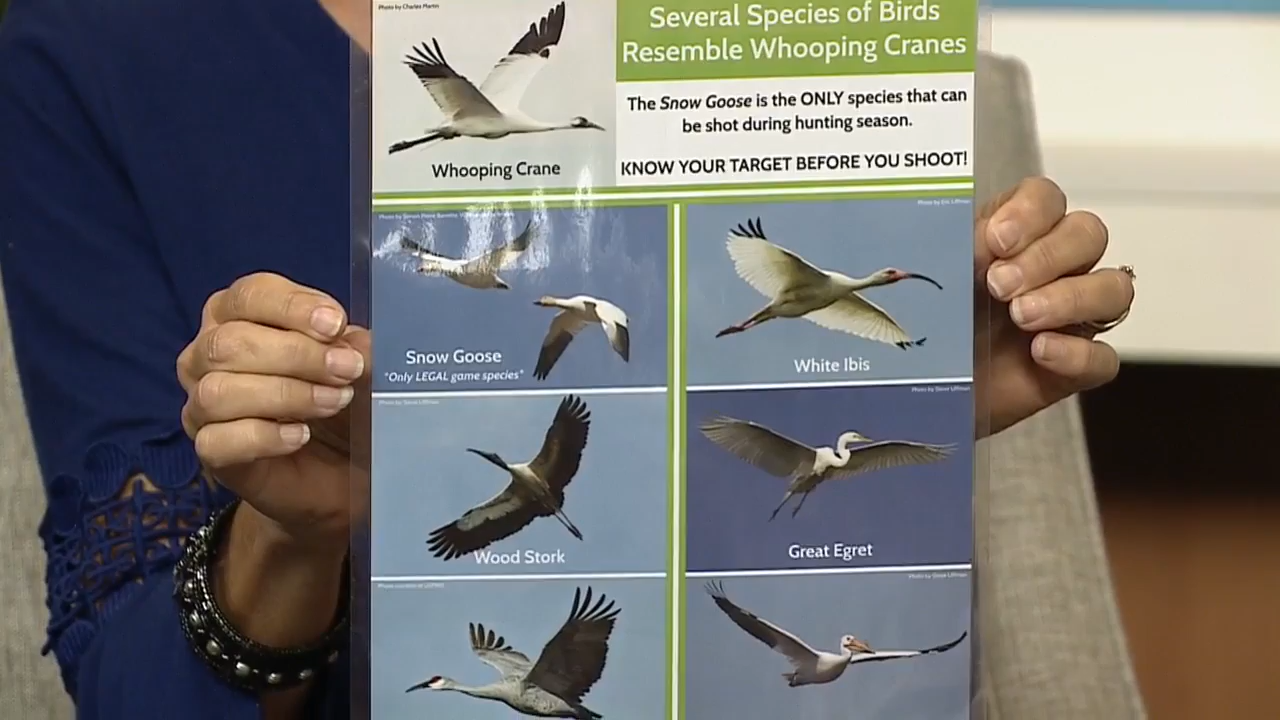 Photo by Charles Martin
Several Species of Birds
Resemble Whooping Cranes
The Snow Goose is the ONLY species that can
be shot during hunting season.
KNOW YOUR TARGET BEFORE YOU SHOOT!
Whooping Crane
Snow Goose
*Only LEGAL game species*
White Ibis
Wood Stork
Great Egret